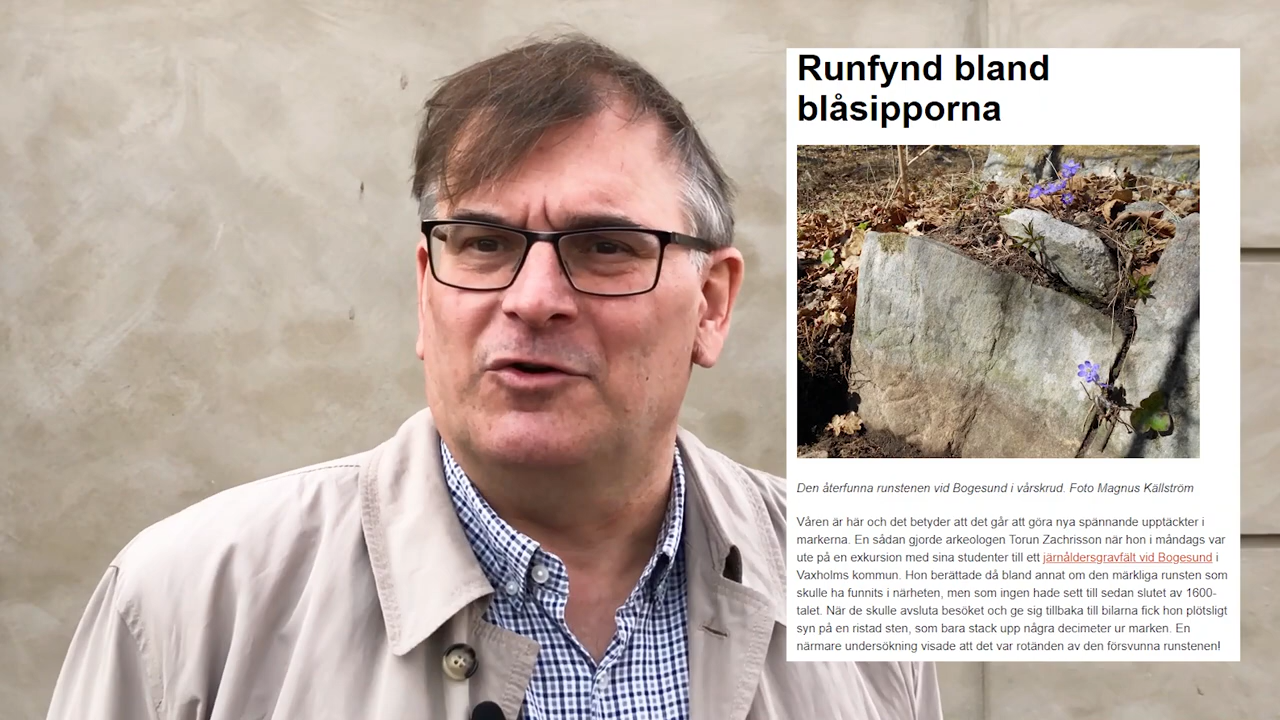 Runfynd bland
blåsipporna
Den återfunna runstenen vid Bogesund i vårskrud. Foto Magnus Källström
Våren är här och det betyder att det går att göra nya spännande upptäckter i
markerna. En sådan gjorde arkeologen Torun Zachrisson när hon i måndags var
ute på en exkursion med sina studenter till ett järnåldersgravfält vid Bogesund i
Vaxholms kommun. Hon berättade då bland annat om den märkliga runsten som
skulle ha funnits i närheten, men som ingen hade sett till sedan slutet av 1600-
talet. När de skulle avsluta besöket och ge sig tillbaka till bilarna fick hon plötsligt
syn på en ristad sten, som bara stack upp några decimeter ur marken. En
närmare undersökning visade att det var rotänden av den försvunna runstenen!